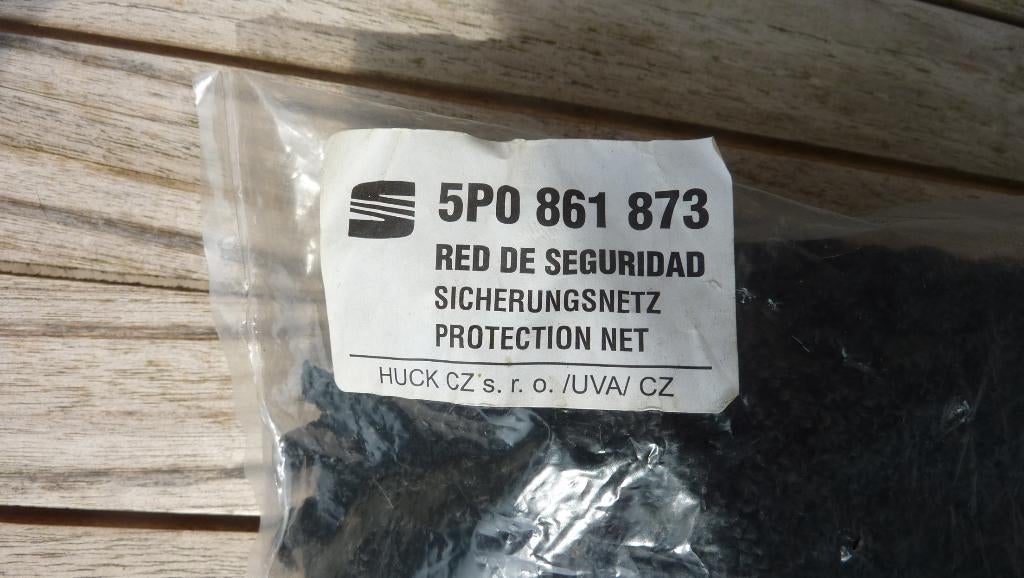 5P0 861 873
RED DE SEGURIDAD
SICHERUNGSNETZ
PROTECTION NET
HUCK CZ s. r. o. /UVA/ CZ